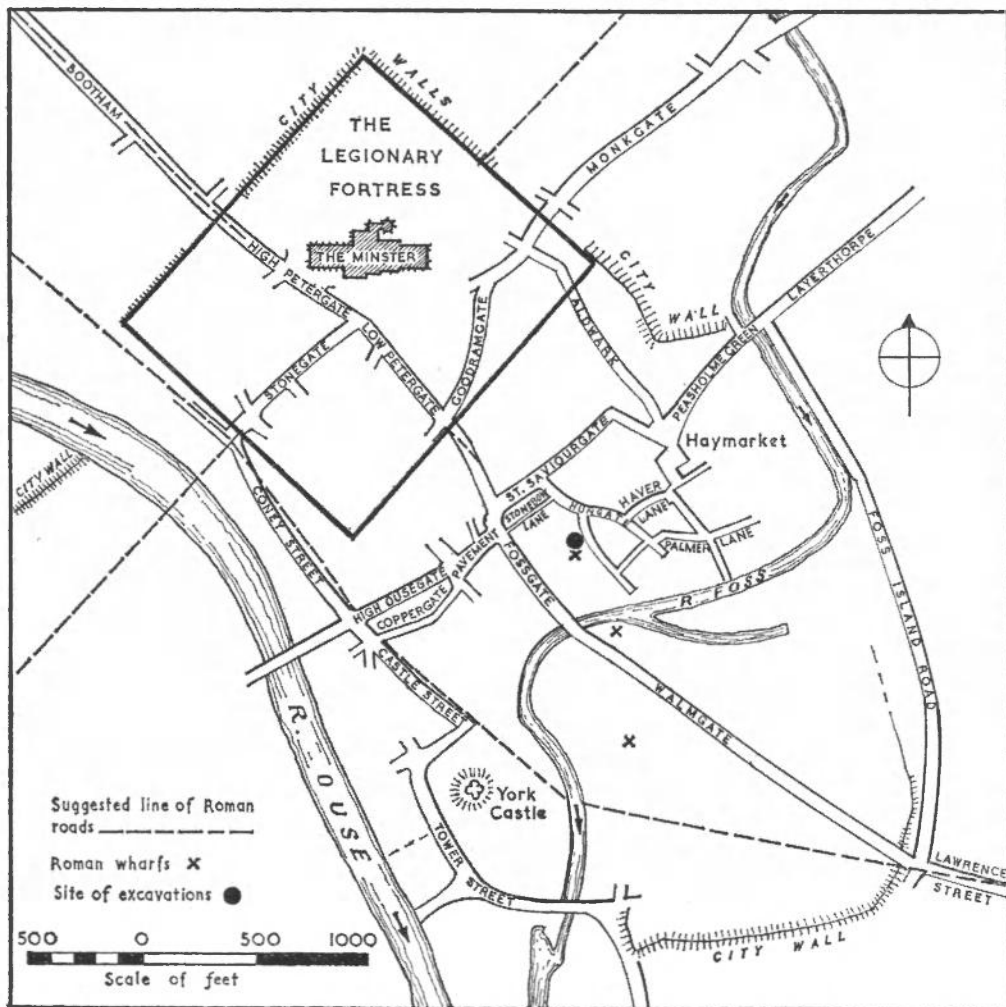 BOOTHAM
CITY
WALLS
THE
LEGIONARY
FORTRESS
THE MINSTER
MONKGATE
HIGH PETERGATE
LOW PETERGATE
STONEGATE
GOODRAMGATE
ALDWARK
CITY
WALL
LAYERTHORPE
PEASHOLME GREEN
Haymarket
ST. SAVIOURGATE
STONEBOW
LANE
HUNGATE
HAVER
LANE
PALMER LANE
CITY WALL
CONEY STREET
HIGH OUSEGATE
COPPERGATE
PAVEMENT
FOSSGATE
R. FOSS
FOSS ISLAND ROAD
CASTLE STREET
WALMGATE
R. OUSE
York
Castle
TOWER
STREET
LAWRENCE
STREET
CITY WALL
Suggested line of Roman
roads
Roman wharfs x
Site of excavations ●
500 0 500 1000
Scale of feet